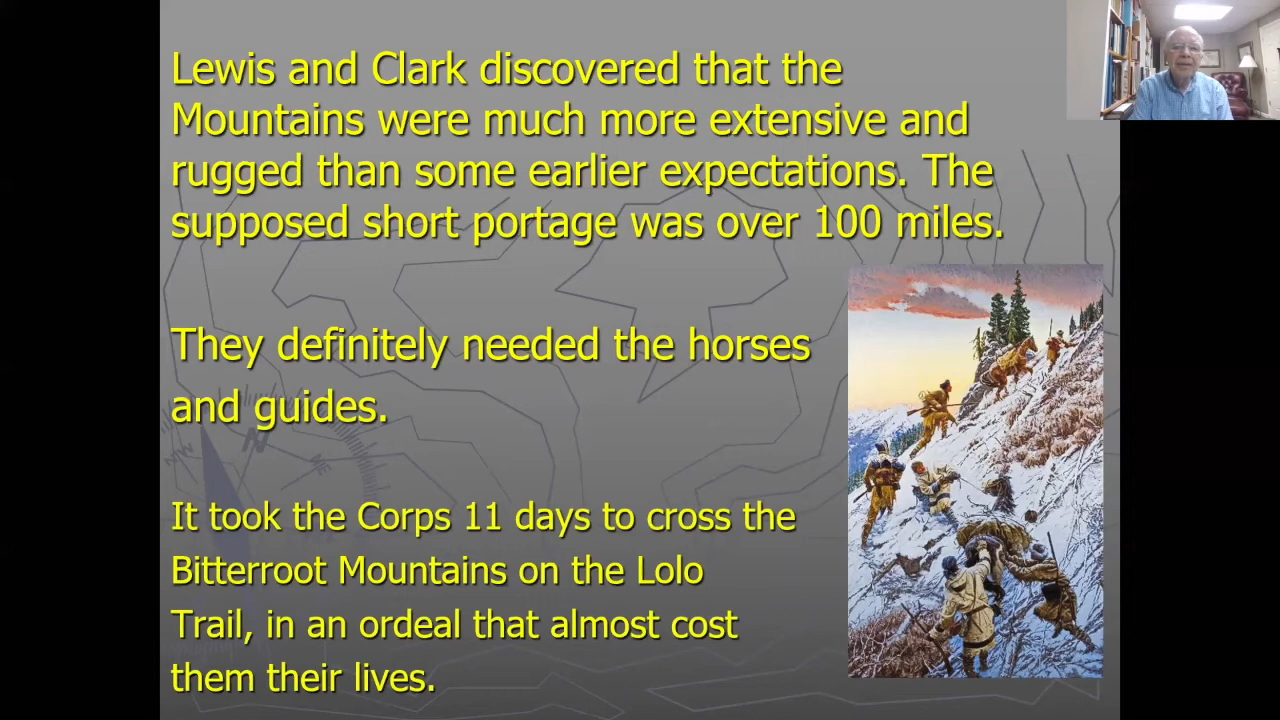 Lewis and Clark discovered that the
Mountains were much more extensive and
rugged than some earlier expectations. The
supposed short portage was over 100 miles.
They definitely needed the horses
and guides.
NW
N
NE
It took the Corps 11 days to cross the
Bitterroot Mountains on the Lolo
Trail, in an ordeal that almost cost
them their lives.